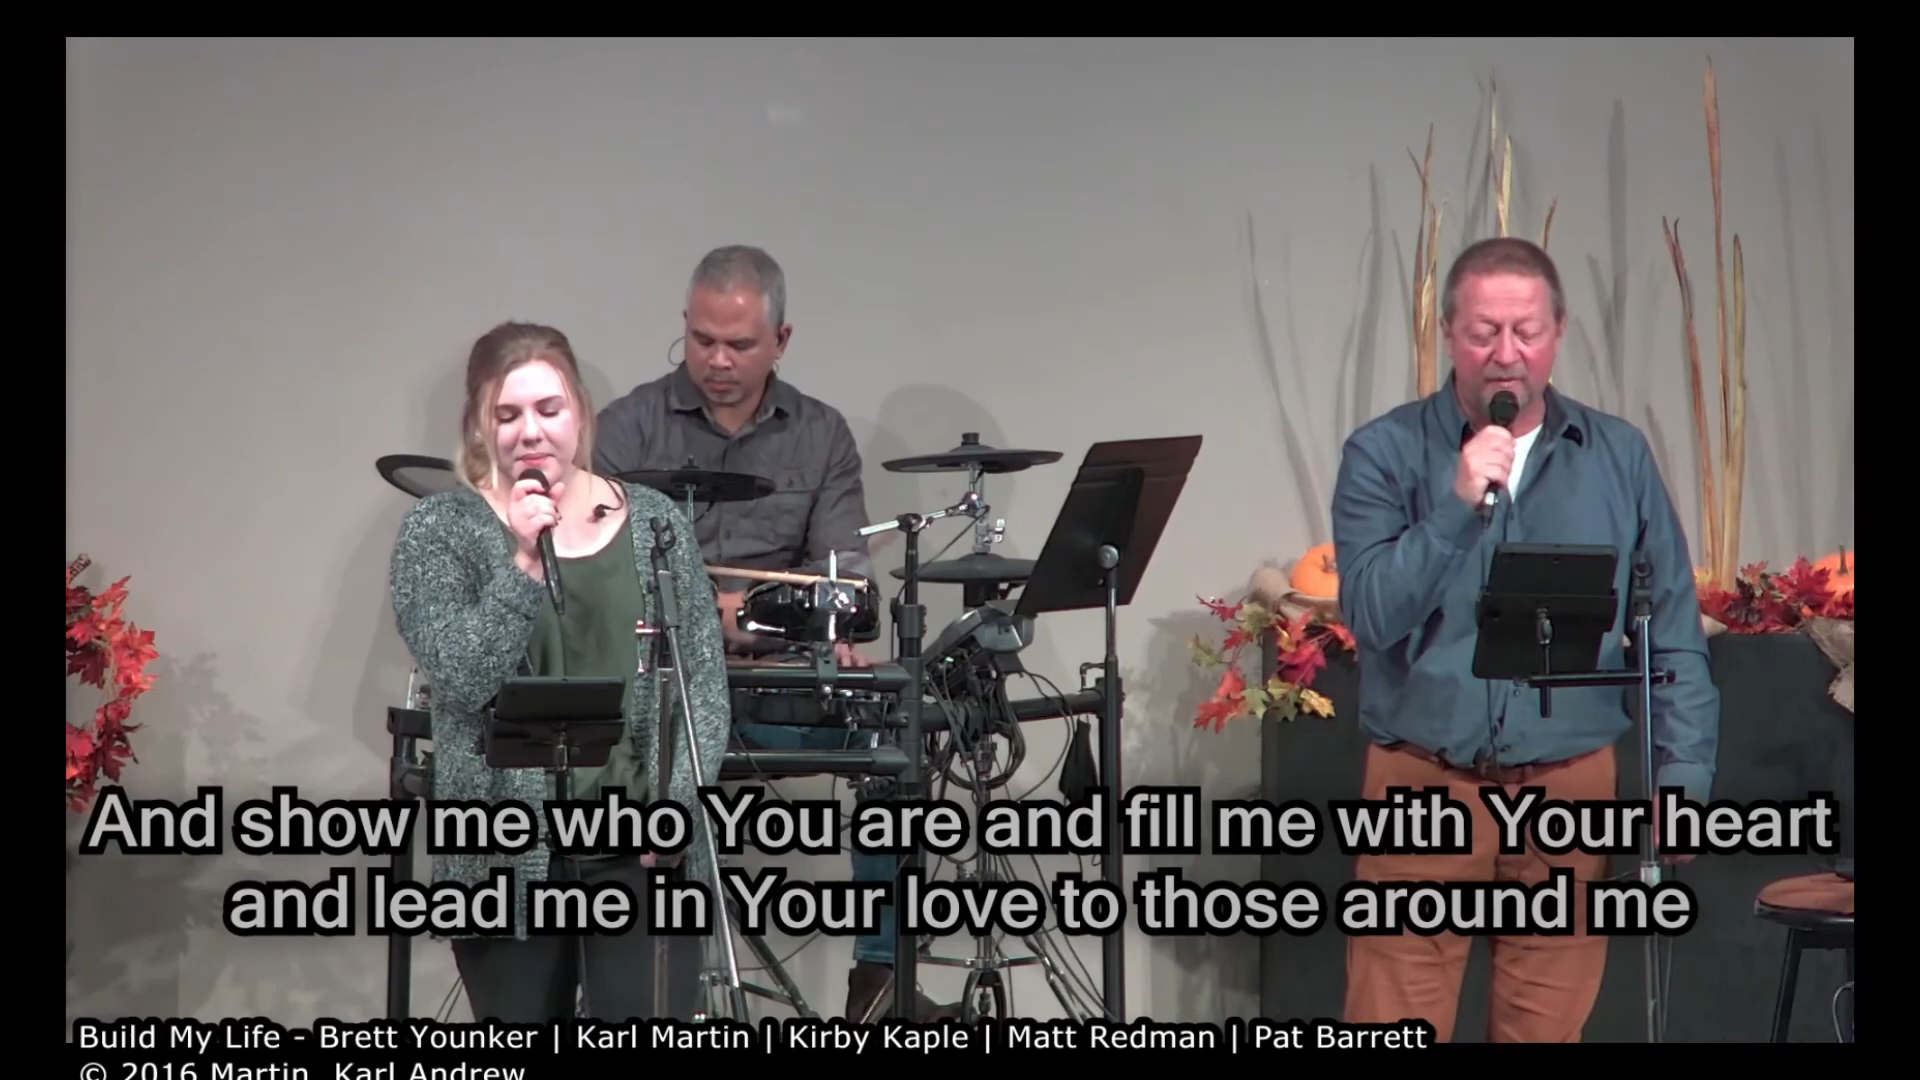 And show me who You are and fill me with Your heart
and lead me in Your love to those around me
Build My Life - Brett Younker | Karl Martin | Kirby Kaple | Matt Redman | Pat Barrett
© 2016 Martin, Karl Andrew